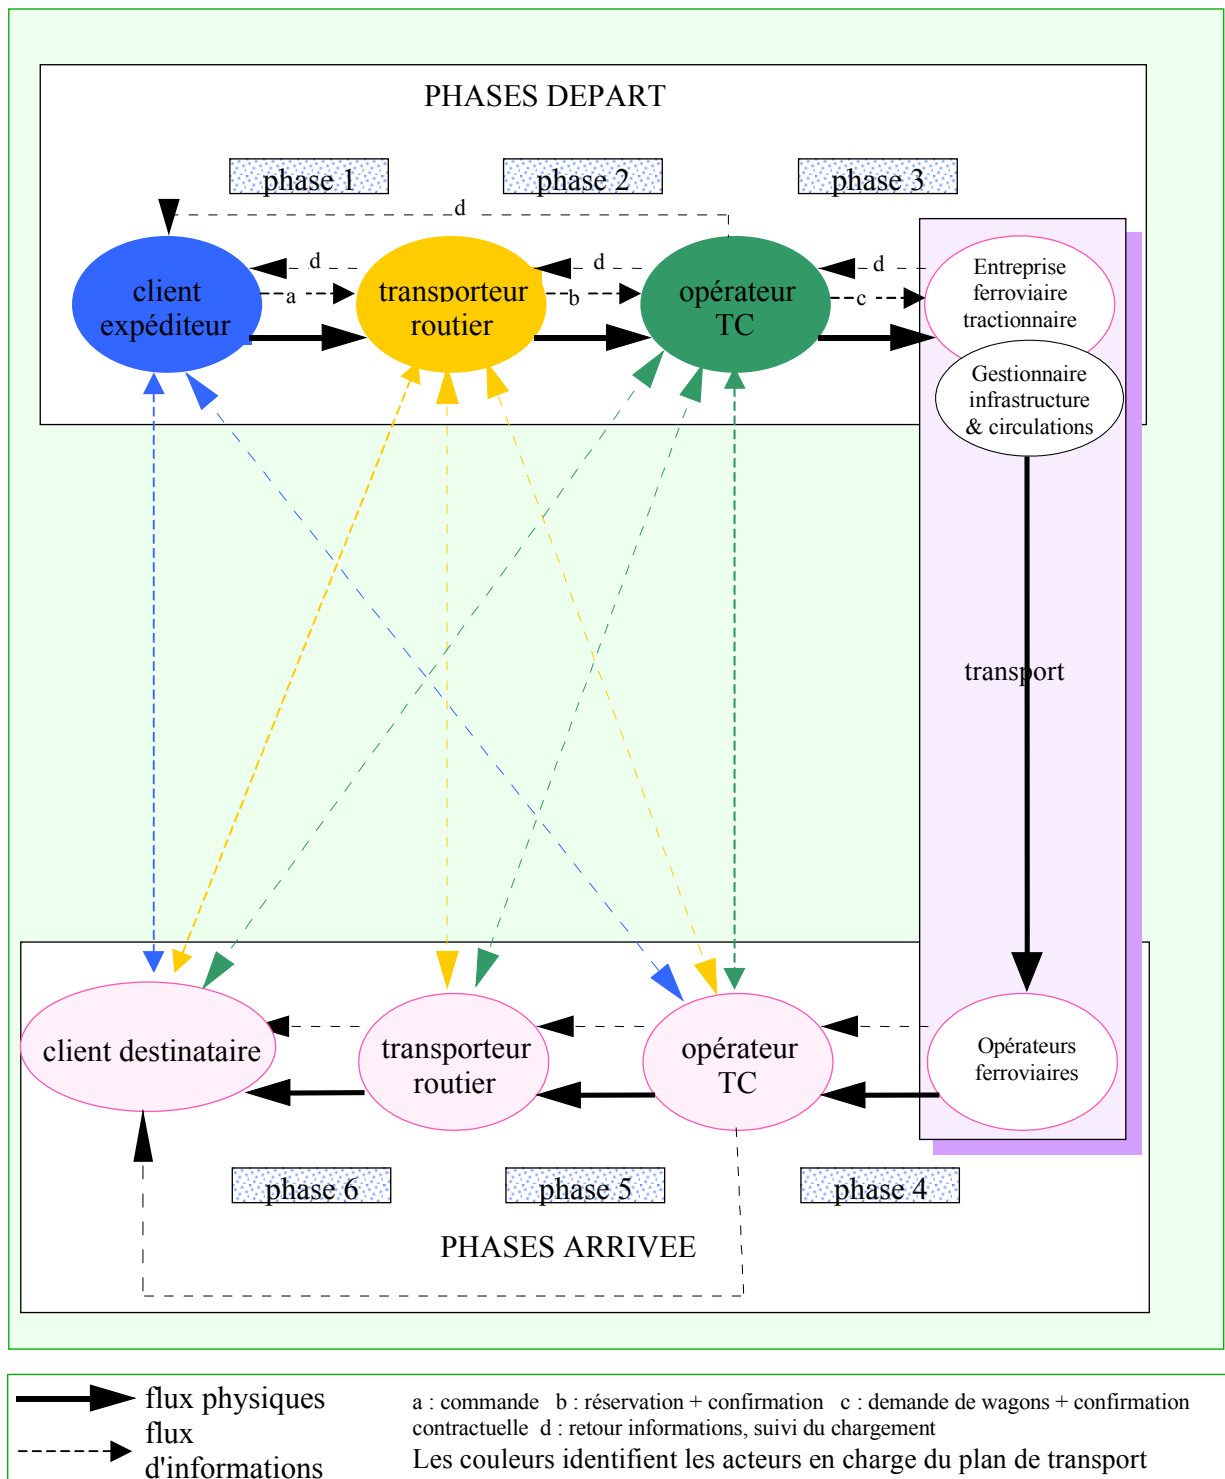 PHASES DEPART
phase 1
phase 2
phase 3
d
client
expéditeur
d
a
transporteur
routier
d
b
opérateur
TC
d
c
Entreprise
ferroviaire
tractionnaire
Gestionnaire
infrastructure
& circulations
transport
client destinataire
transporteur
routier
opérateur
TC
Opérateurs
ferroviaires
phase 6
phase 5
phase 4
PHASES ARRIVEE
flux physiques
flux
d'informations
a : commande b : réservation + confirmation c : demande de wagons + confirmation
contractuelle d : retour informations, suivi du chargement
Les couleurs identifient les acteurs en charge du plan de transport